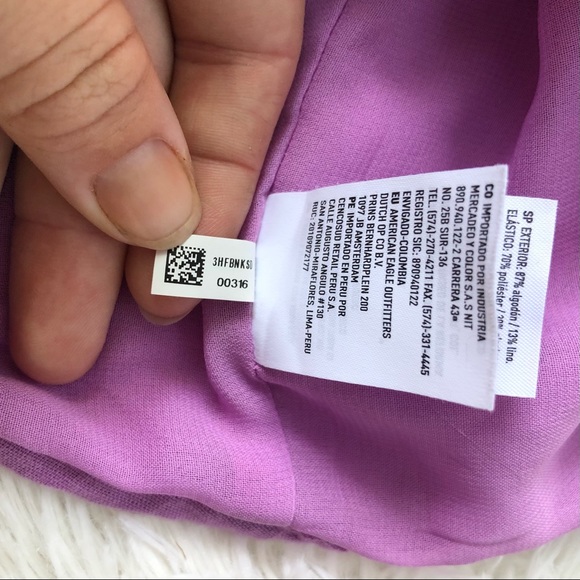 3HFBNKS
00316
CO IMPORTADO POR INDUSTRIA
MERCADEO Y COLOR S.A.S NIT
890.940.122-2 CARRERA 43ª
NO. 25B SUR-136
TEL. (574)-270-4211 FAX. (574)-331-4445
ENVIGADO-COLOMBIA
REGISTRO SIC: 890940122
EU AMERICAN EAGLE OUTFITTERS
DUTCH OP CO B.V.
PRINS BERNHARDPLEIN 200
1097 JB AMSTERDAM
PE IMPORTADO EN PERU POR
CENCOSUD RETAIL PERU S.A.
CALLE AUGUSTO ANGULO #130
SAN ANTONIO-MIRAFLORES, LIMA-PERU
RUC: 20109072177
SP EXTERIOR: 87% algodón / 13% lino.
ELÁSTICO: 70% poliéster /